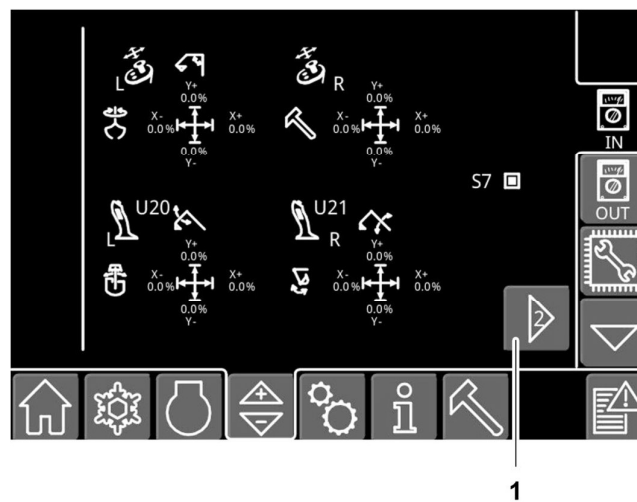 L
R
Y+
0.0%
Y+
0.0%
X-
0.0%
X+
0.0%
X-
0.0%
X+
0.0%
0.0%
Y-
0.0%
Y-
IN
S7
OUT
U20
L
U21
R
Y+
0.0%
Y+
0.0%
X-
0.0%
X+
0.0%
X-
0.0%
X+
0.0%
0.0%
Y-
0.0%
Y-
2
i
1